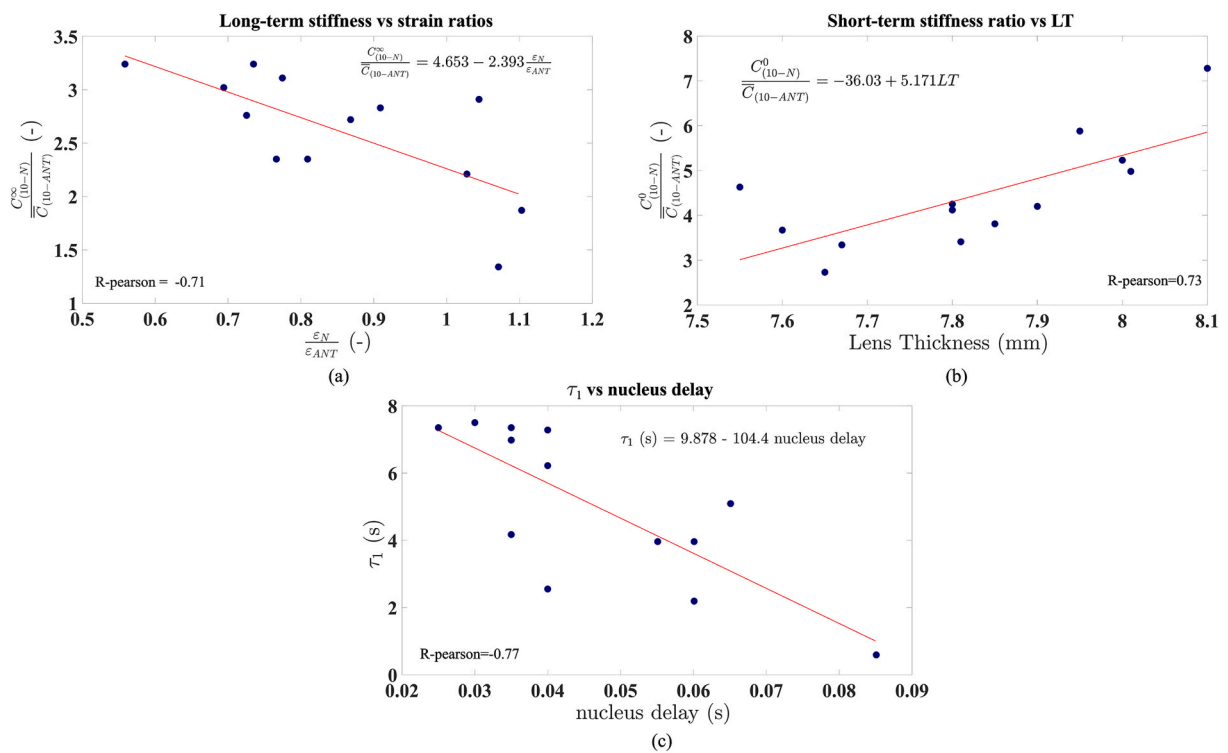 Long-term stiffness vs strain ratios
3.5
3
2.5
2
1.5
1
C^∞_(10−N) / C̅_(10−ANT) = 4.653 − 2.393 ε_N / ε_ANT
C^∞_(10−N) / C̿_(10−ANT) (-)
R-pearson = -0.71
0.5 0.6 0.7 0.8 0.9 1 1.1 1.2
ε_N / ε_ANT (-)
(a)
Short-term stiffness ratio vs LT
8
7
6
5
4
3
2
C^0_(10−N) / C̅_(10−ANT) = −36.03 + 5.171LT
C^0_(10−N) / C̿_(10−ANT) (-)
R-pearson=0.73
7.5 7.6 7.7 7.8 7.9 8 8.1
Lens Thickness (mm)
(b)
τ₁ vs nucleus delay
8
6
4
2
0
τ₁ (s) = 9.878 - 104.4 nucleus delay
τ₁ (s)
R-pearson=-0.77
0.02 0.03 0.04 0.05 0.06 0.07 0.08 0.09
nucleus delay (s)
(c)